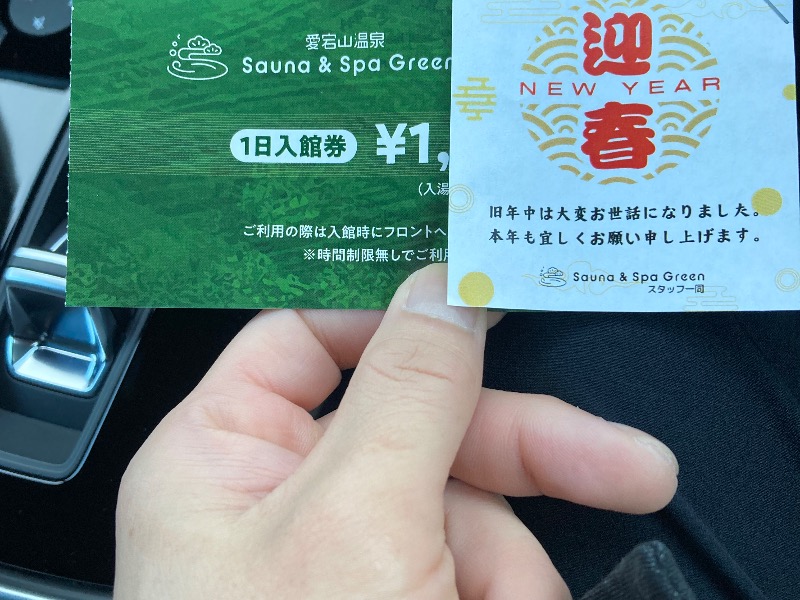 愛宕山温泉
Sauna & Spa Green
1日入館券 ¥1,
(入湯
ご利用の際は入館時にフロントへ
※時間制限無しでご利用
迎
NEW YEAR
春
旧年中は大変お世話になりました。
本年も宜しくお願い申し上げます。
Sauna & Spa Green
スタッフ一同